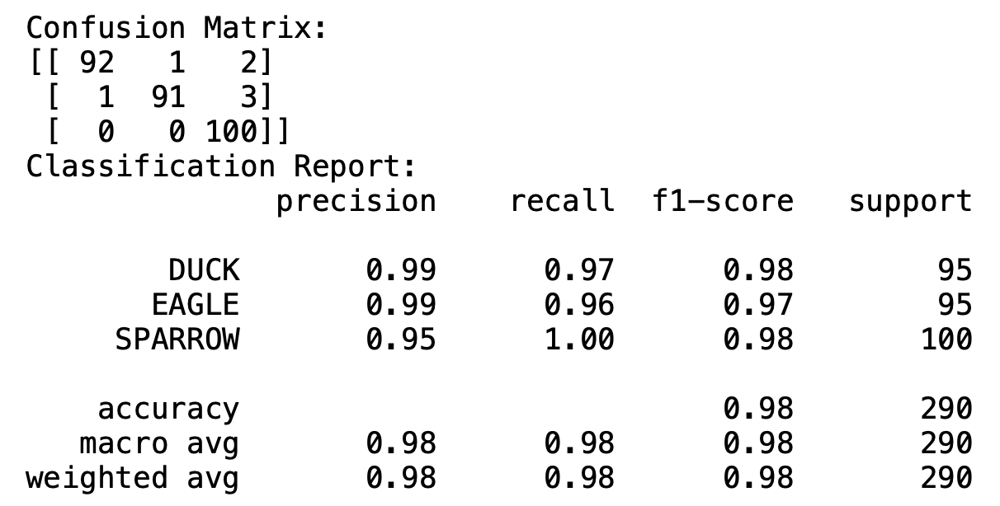 Confusion Matrix:
[[ 92   1   2]
 [  1  91   3]
 [  0   0 100]]
Classification Report:
              precision    recall  f1-score   support

        DUCK       0.99      0.97      0.98        95
       EAGLE       0.99      0.96      0.97        95
     SPARROW       0.95      1.00      0.98       100

    accuracy                           0.98       290
   macro avg       0.98      0.98      0.98       290
weighted avg       0.98      0.98      0.98       290